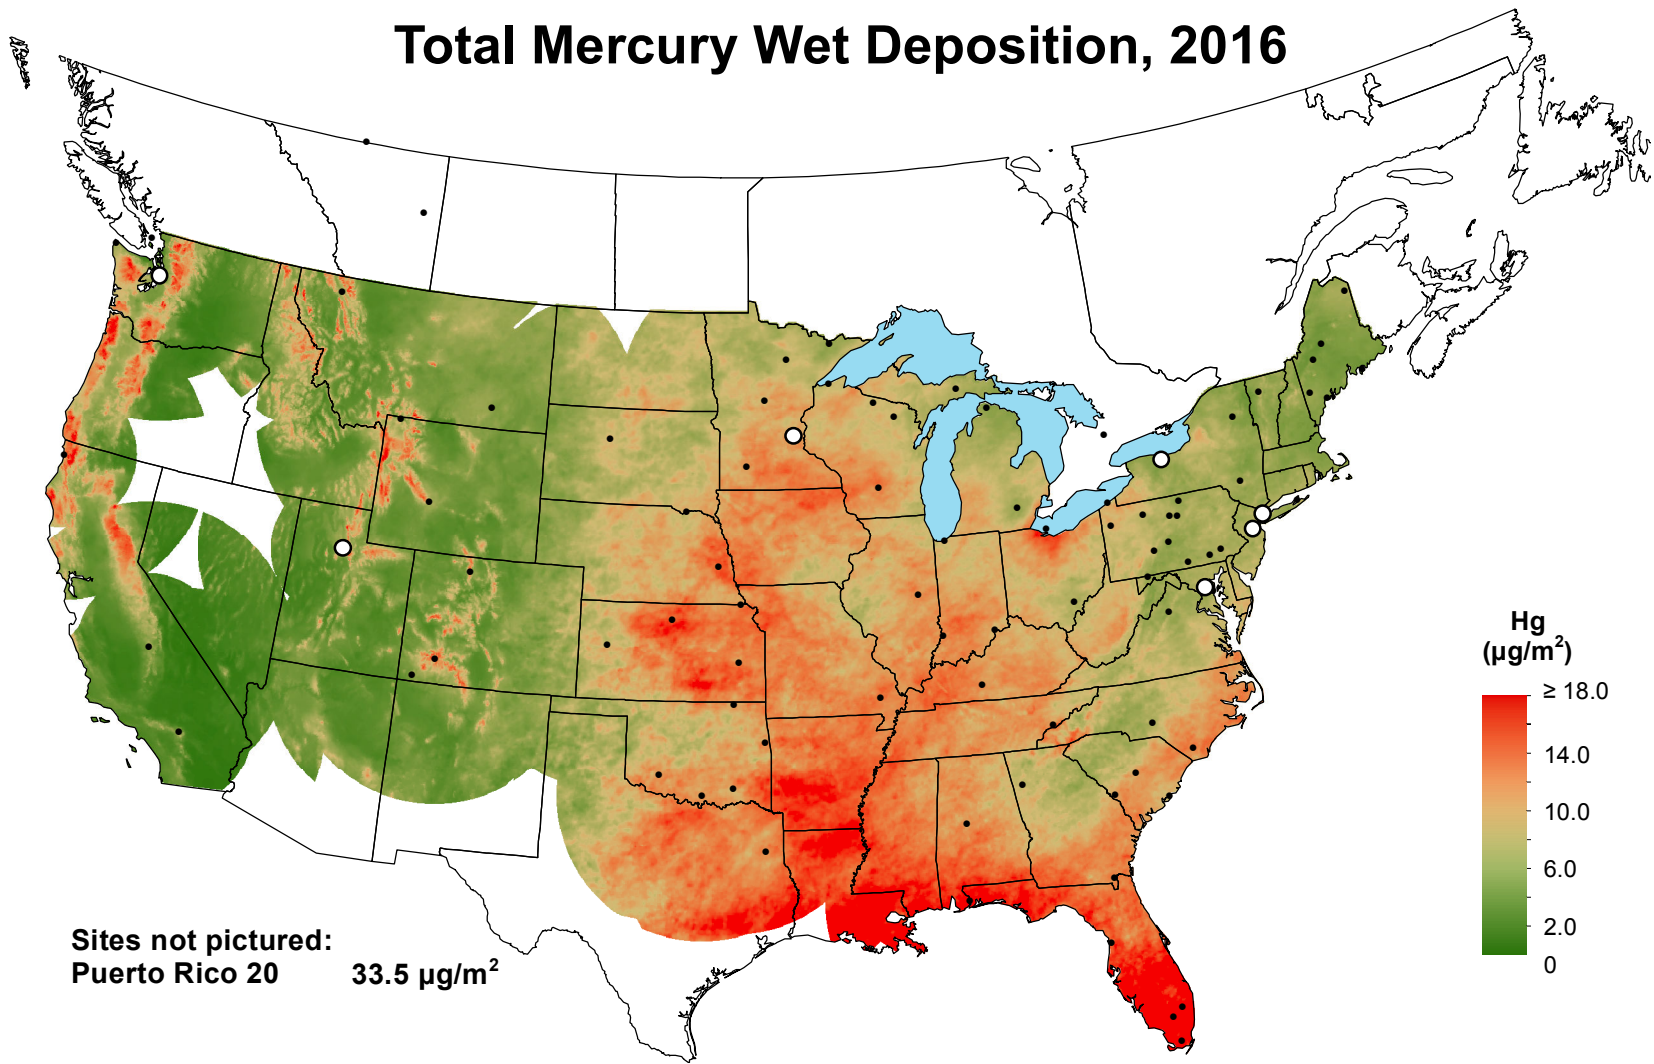 Total Mercury Wet Deposition, 2016
Hg
(µg/m²)
≥ 18.0
14.0
10.0
6.0
2.0
0
Sites not pictured:
Puerto Rico 20 33.5 µg/m²